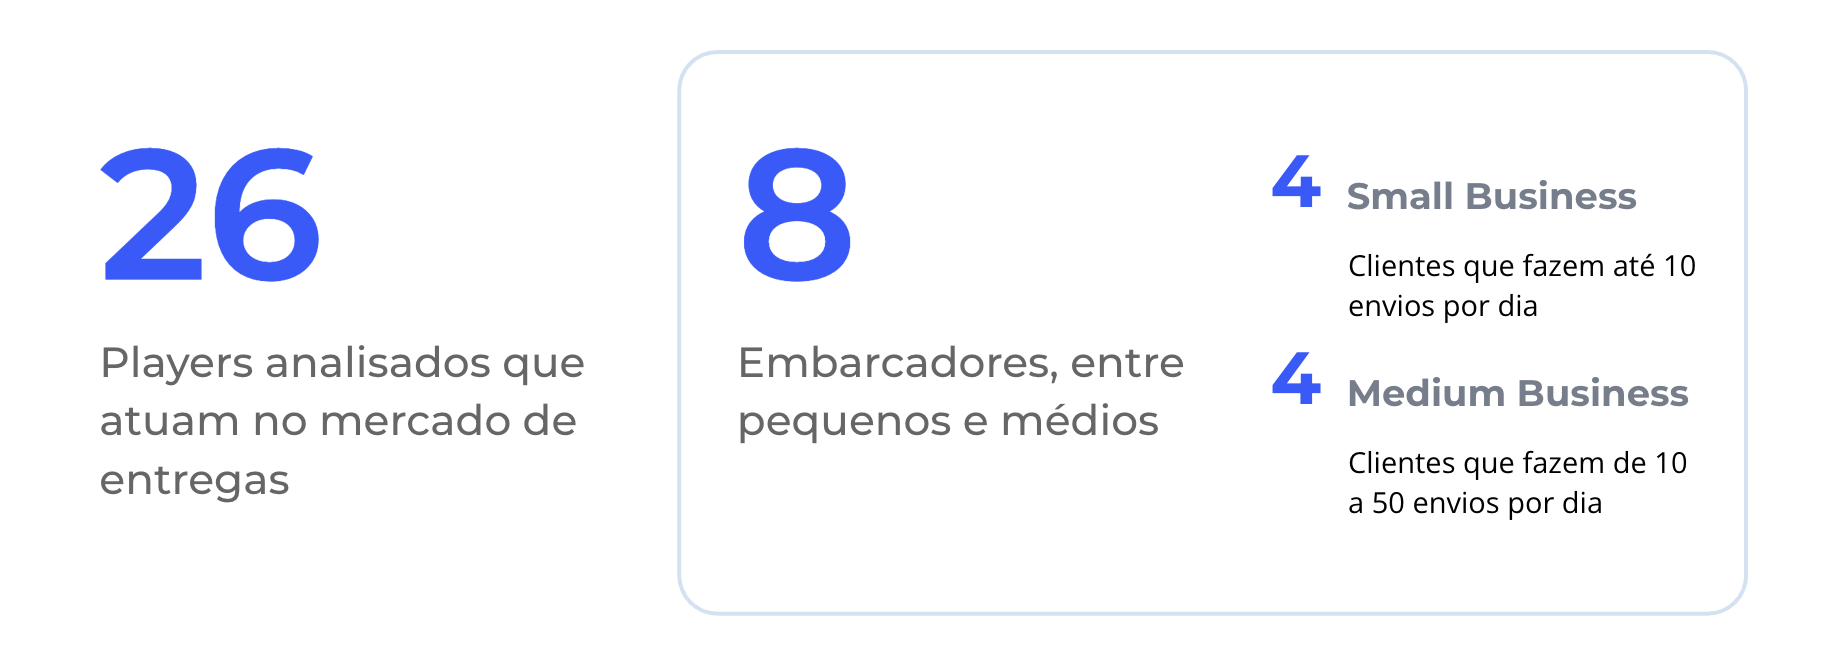 26
Players analisados que
atuam no mercado de
entregas
8
Embarcadores, entre
pequenos e médios
4 Small Business
Clientes que fazem até 10
envios por dia
4 Medium Business
Clientes que fazem de 10
a 50 envios por dia